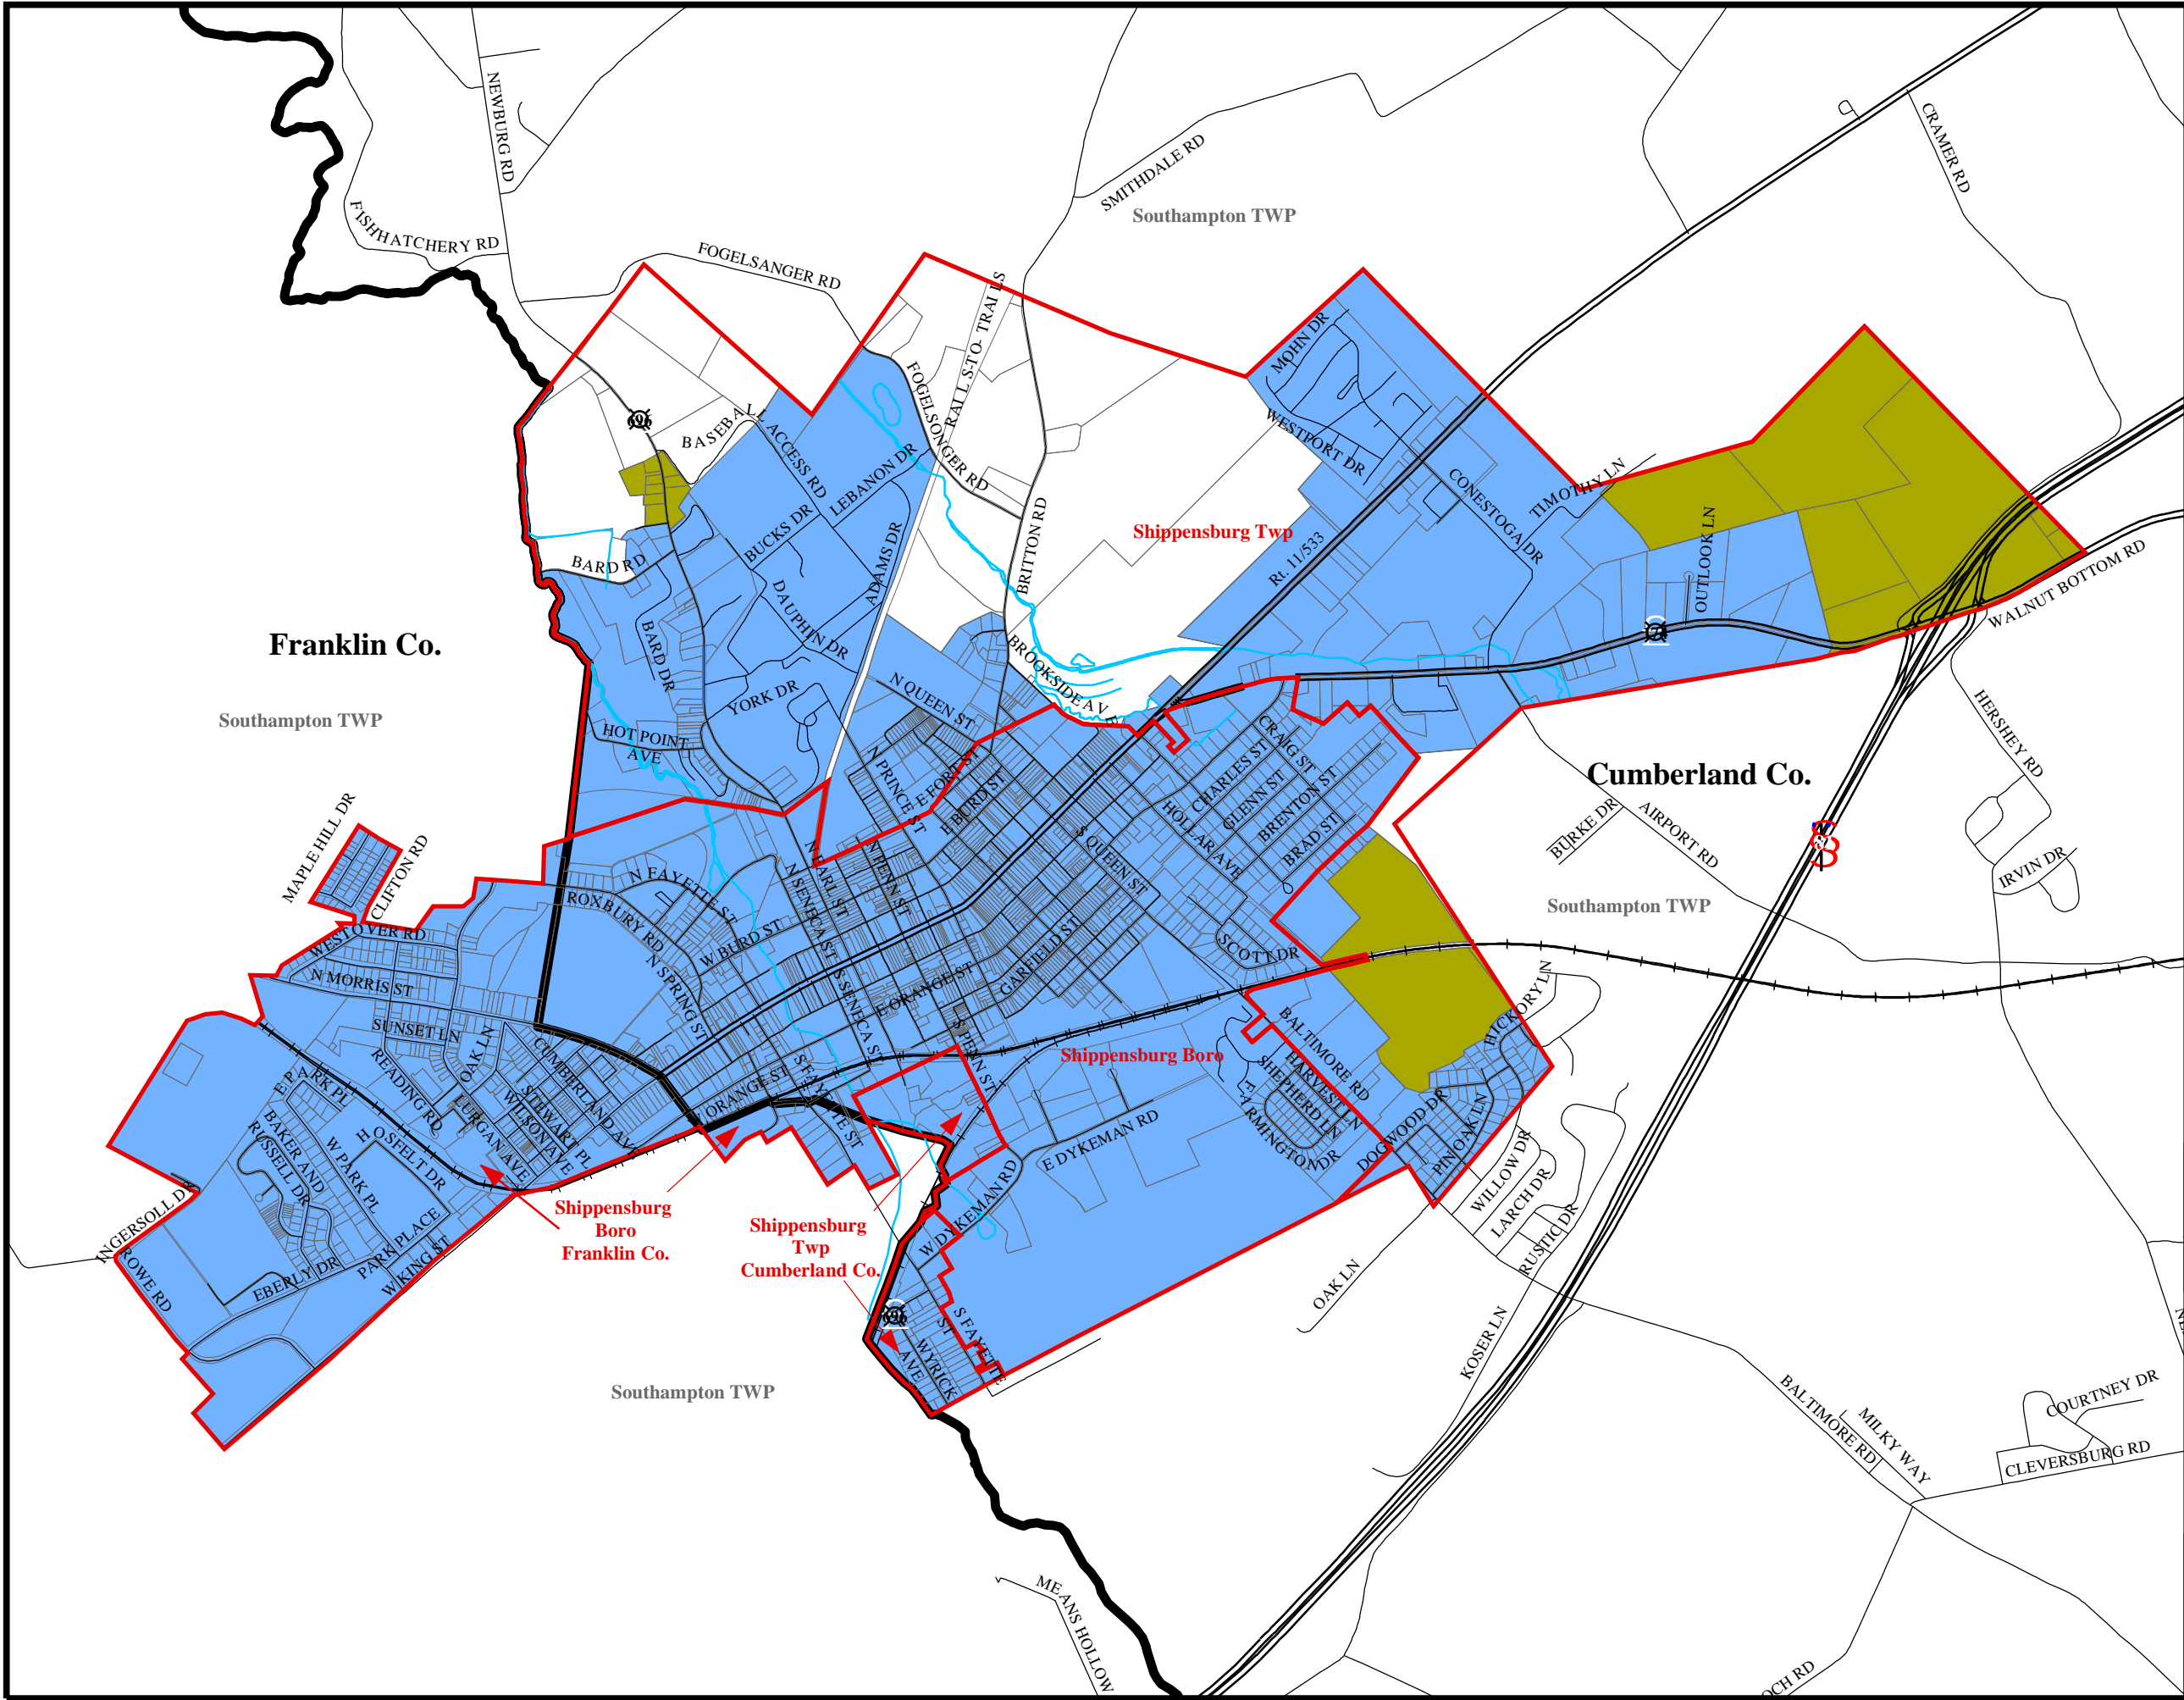 NEWBURG RD
CRAMER RD
SMITHDALE RD
Southampton TWP
FISHHATCHERY RD
FOGELSANGER RD
RAILS-TO-TRAILS
MOHN DR
FOGELSONGER RD
BASEBALL ACCESS RD
WESTPORT DR
LEBANON DR
CONESTOGA DR
TIMOTHY LN
BUCKS DR
BRITTON RD
Shippensburg Twp
OUTLOOK LN
Rt. 11/533
ADAMS DR
BARD RD
WALNUT BOTTOM RD
DAUPHIN DR
Franklin Co.
BARD DR
BROOKSIDE AVE
N QUEEN ST
YORK DR
Southampton TWP
HERSHEY RD
HOT POINT
AVE
CRAIG ST
CHARLES ST
N PRINCE ST
E FORT ST
E BURD ST
GLENN ST
BRENTON ST
Cumberland Co.
HOLLAR AVE
BRAD ST
BURKE DR
AIRPORT RD
MAPLE HILL DR
CLIFTON RD
S QUEEN ST
N EARL ST
N PENN ST
N SENECA ST
N FAYETTE ST
IRVIN DR
ROXBURY RD
Southampton TWP
WESTOVER RD
W BURD ST
GARFIELD ST
SCOTT DR
N MORRIS ST
N SPRING ST
S SENECA ST
E ORANGE ST
HICKORY LN
SUNSET LN
OAK LN
S PENN ST
BALTIMORE RD
Shippensburg Boro
CUMBERLAND AVE
READING RD
E PARK PL
HARVEST LN
SHEPHERD LN
S FAYETTE ST
ORANGE ST
STEWART PL
WILSON AVE
LURGAN AVE
FARMINGTON DR
DOGWOOD DR
PIN OAK LN
BAKER AND
RUSSELL DR
W PARK PL
HOSFELT DR
E DYKEMAN RD
WILLOW DR
LARCH DR
RUSTIC DR
INGERSOLL DR
Shippensburg
Boro
Franklin Co.
Shippensburg
Twp
Cumberland Co.
W DYKEMAN RD
PARK PLACE
W KING ST
EBERLY DR
ROWE RD
OAK LN
696
S FAYETTE
ST
WYRICK
AVE
KOSER LN
Southampton TWP
BALTIMORE RD
MILKY WAY
COURTNEY DR
CLEVERSBURG RD
MEANS HOLLOW
OCH RD